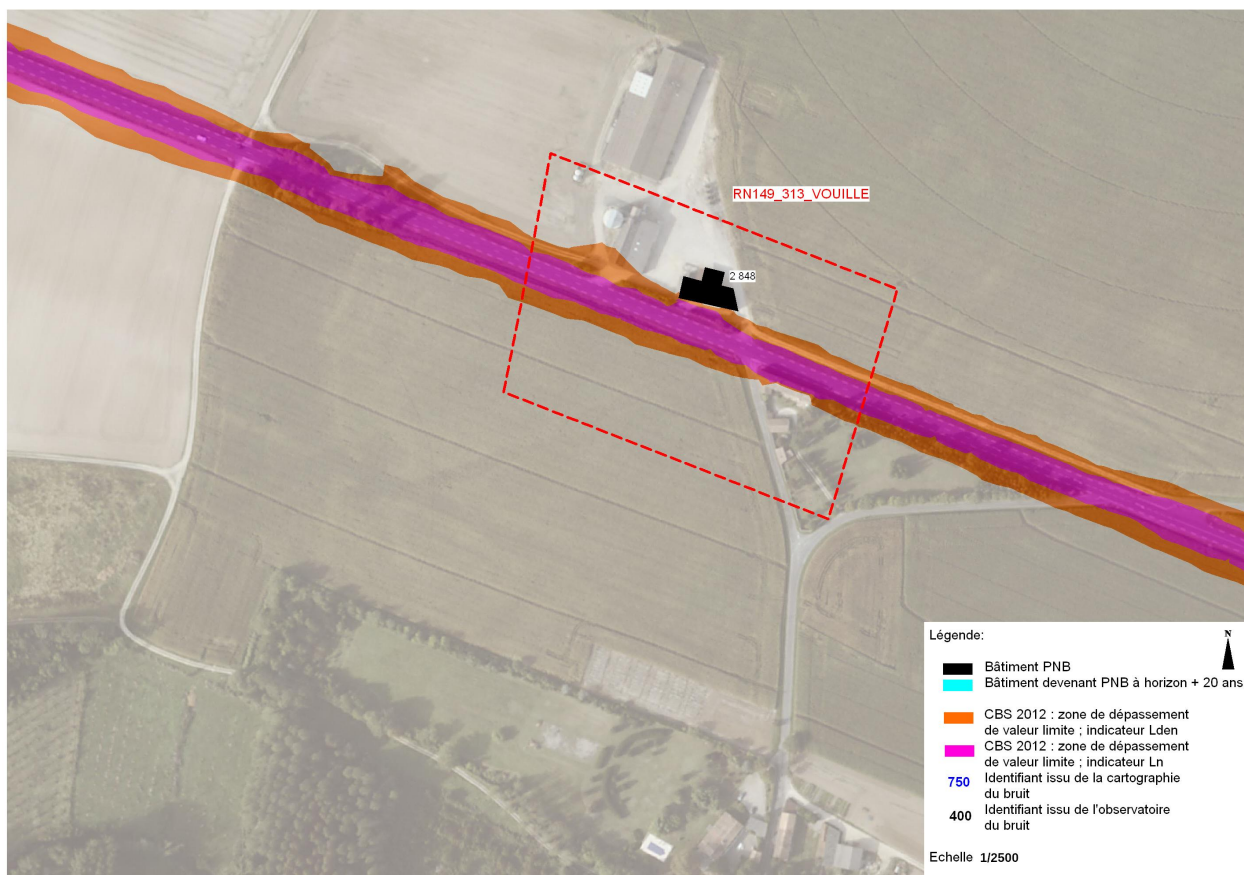 RN149_313_VOUILLE
2 848
Légende:
N
Bâtiment PNB
Bâtiment devenant PNB à horizon + 20 ans
CBS 2012 : zone de dépassement
de valeur limite ; indicateur Lden
CBS 2012 : zone de dépassement
de valeur limite ; indicateur Ln
750 Identifiant issu de la cartographie
du bruit
400 Identifiant issu de l'observatoire
du bruit
Echelle 1/2500